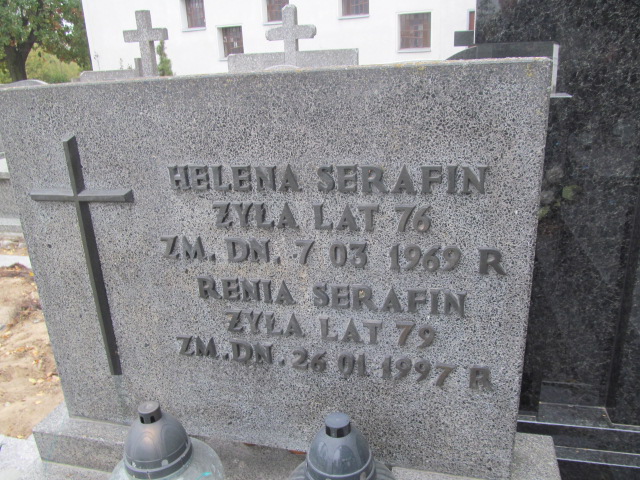 HELENA SERAFIN
ŻYŁA LAT 76
ZM. DN. 7 03 1969 R
RENIA SERAFIN
ŻYŁA LAT 79
ZM. DN. 26 01 1997 R